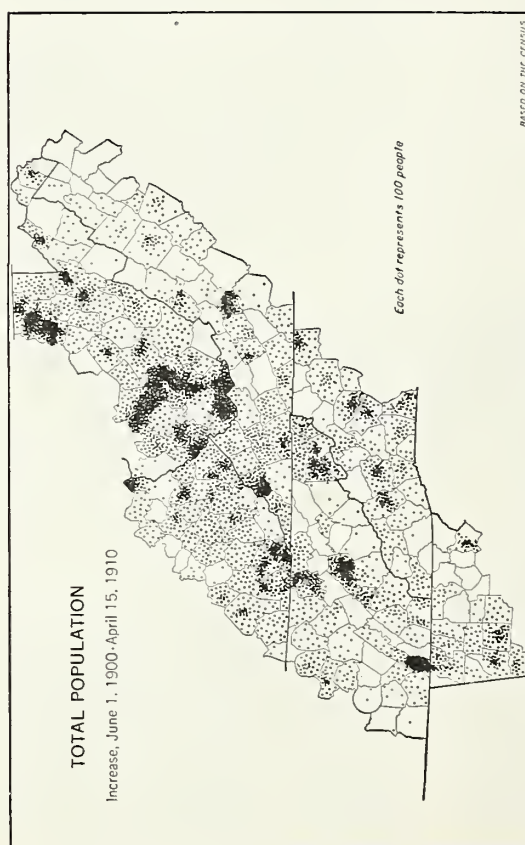 TOTAL POPULATION
Increase, June 1, 1900-April 15, 1910
Each dot represents 100 people
BASED ON THE CENSUS